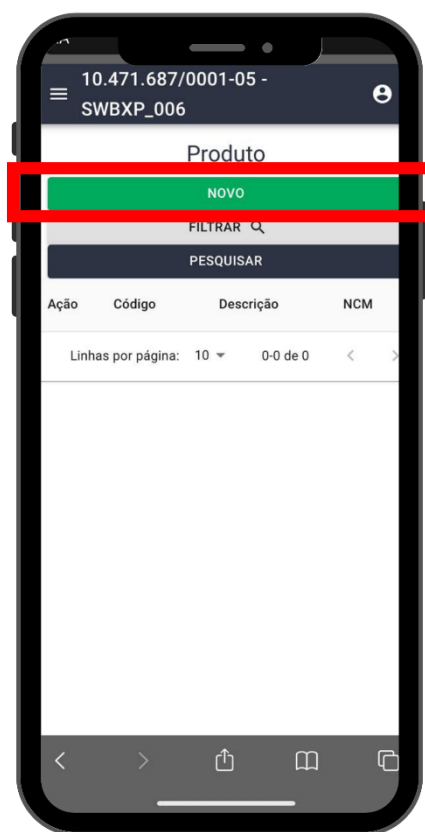 10.471.687/0001-05 -
SWBXP_006
Produto
NOVO
FILTRAR
PESQUISAR
Ação Código Descrição NCM
Linhas por página: 10 0-0 de 0